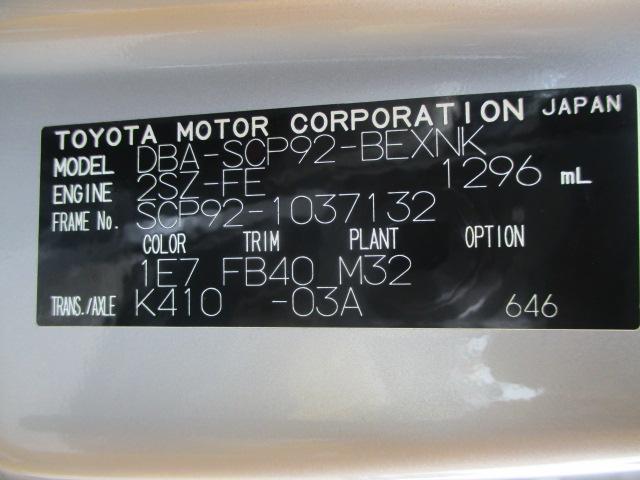 TOYOTA MOTOR CORPORATION JAPAN
MODEL DBA-SCP92-BEXNK
ENGINE 2SZ-FE 1296 mL
FRAME No. SCP92-1037132
COLOR TRIM PLANT OPTION
1E7 FB40 M32
TRANS./AXLE K410 -03A 646